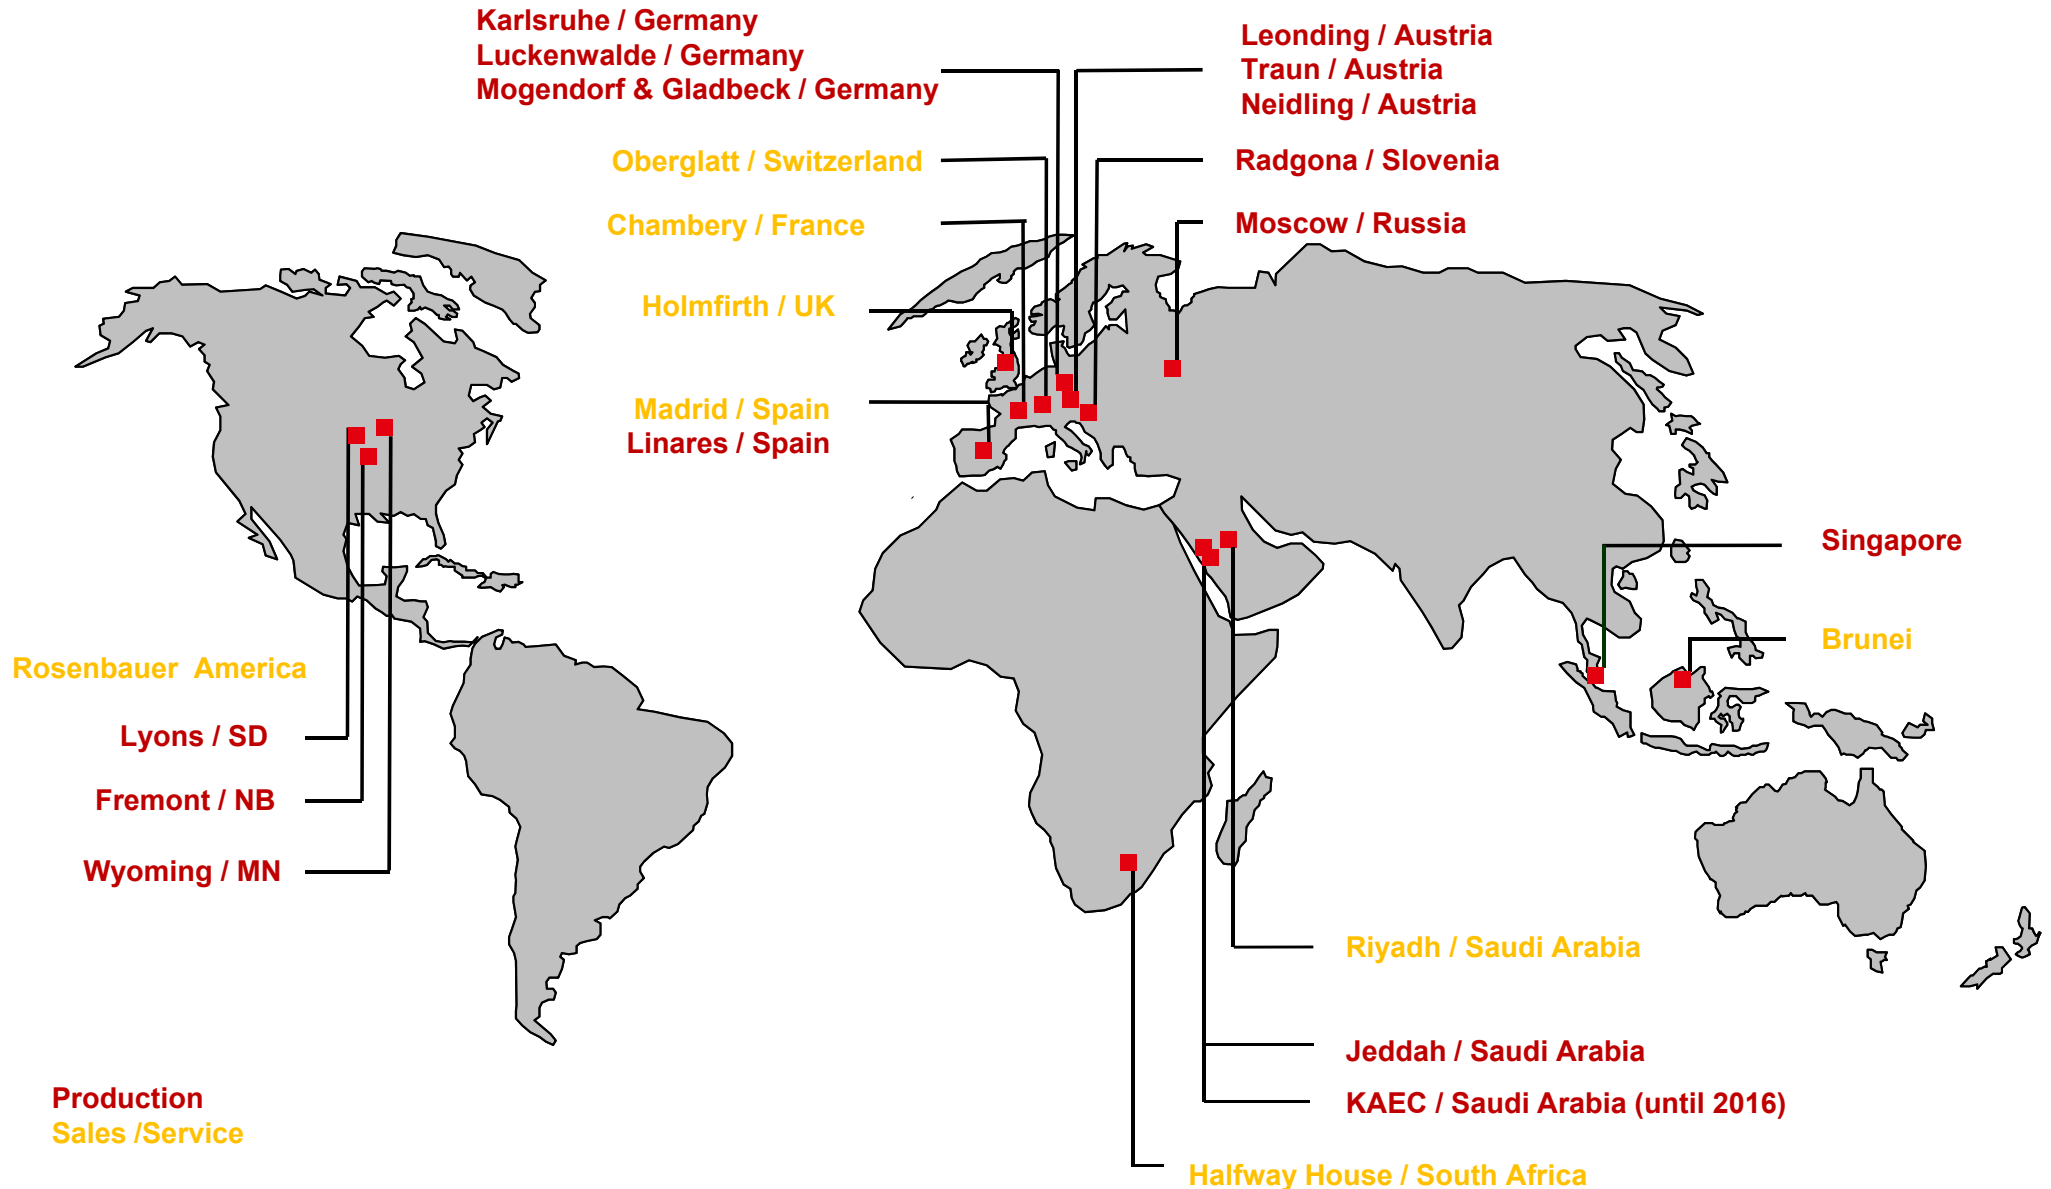 Karlsruhe / Germany
Luckenwalde / Germany
Mogendorf & Gladbeck / Germany
Oberglatt / Switzerland
Chambery / France
Holmfirth / UK
Madrid / Spain
Linares / Spain
Leonding / Austria
Traun / Austria
Neidling / Austria
Radgona / Slovenia
Moscow / Russia
Singapore
Brunei
Rosenbauer America
Lyons / SD
Fremont / NB
Wyoming / MN
Riyadh / Saudi Arabia
Jeddah / Saudi Arabia
KAEC / Saudi Arabia (until 2016)
Halfway House / South Africa
Production
Sales /Service